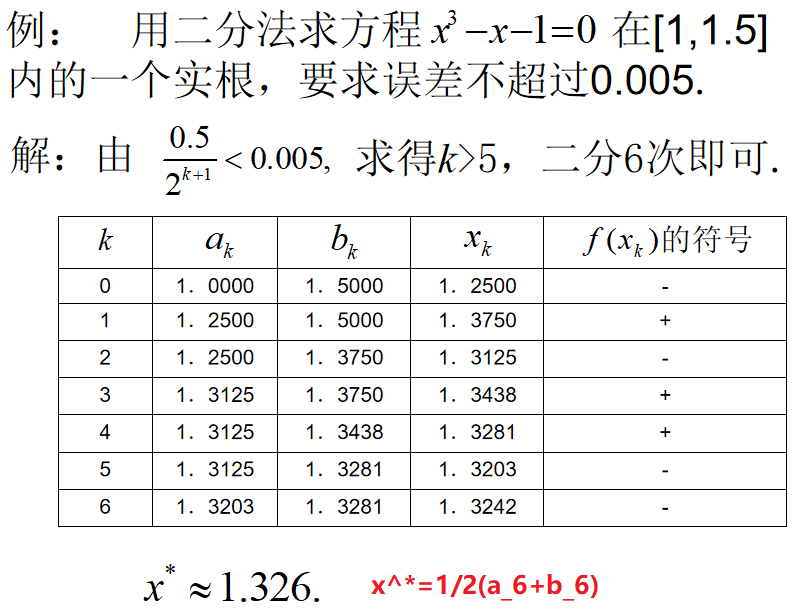 例： 用二分法求方程 x³−x−1=0 在[1,1.5]
内的一个实根，要求误差不超过0.005.
解：由 0.5/2^{k+1} < 0.005, 求得k>5，二分6次即可.
k a_k b_k x_k f(x_k)的符号
0 1. 0000 1. 5000 1. 2500 -
1 1. 2500 1. 5000 1. 3750 +
2 1. 2500 1. 3750 1. 3125 -
3 1. 3125 1. 3750 1. 3438 +
4 1. 3125 1. 3438 1. 3281 +
5 1. 3125 1. 3281 1. 3203 -
6 1. 3203 1. 3281 1. 3242 -
x* ≈ 1.326. x^*=1/2(a_6+b_6)